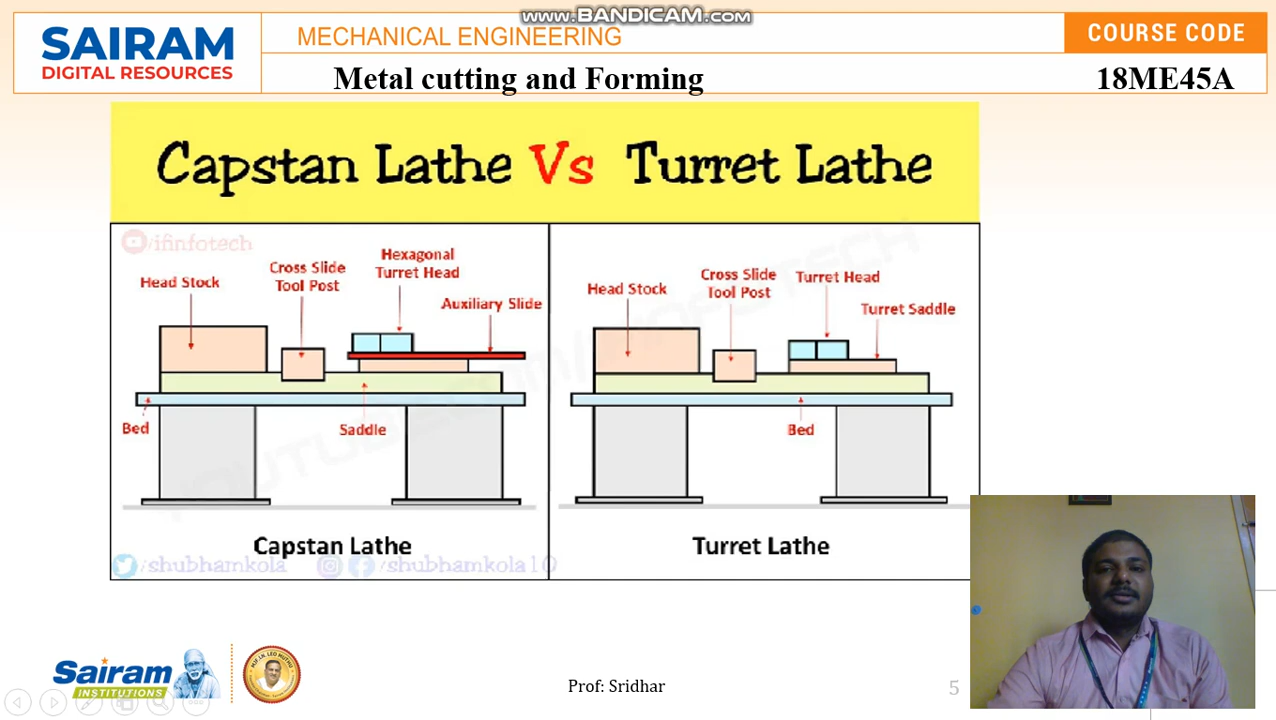 www.BANDICAM.com
SAIRAM
DIGITAL RESOURCES
MECHANICAL ENGINEERING
COURSE CODE
Metal cutting and Forming
18ME45A
Capstan Lathe Vs Turret Lathe
/ifinfotech
Head Stock
Cross Slide
Tool Post
Hexagonal
Turret Head
Auxiliary Slide
Bed
Saddle
Capstan Lathe
/shubhamkola
/shubhamkola10
Head Stock
Cross Slide
Tool Post
Turret Head
Turret Saddle
Bed
Turret Lathe
Sairam
INSTITUTIONS
Prof: Sridhar
5